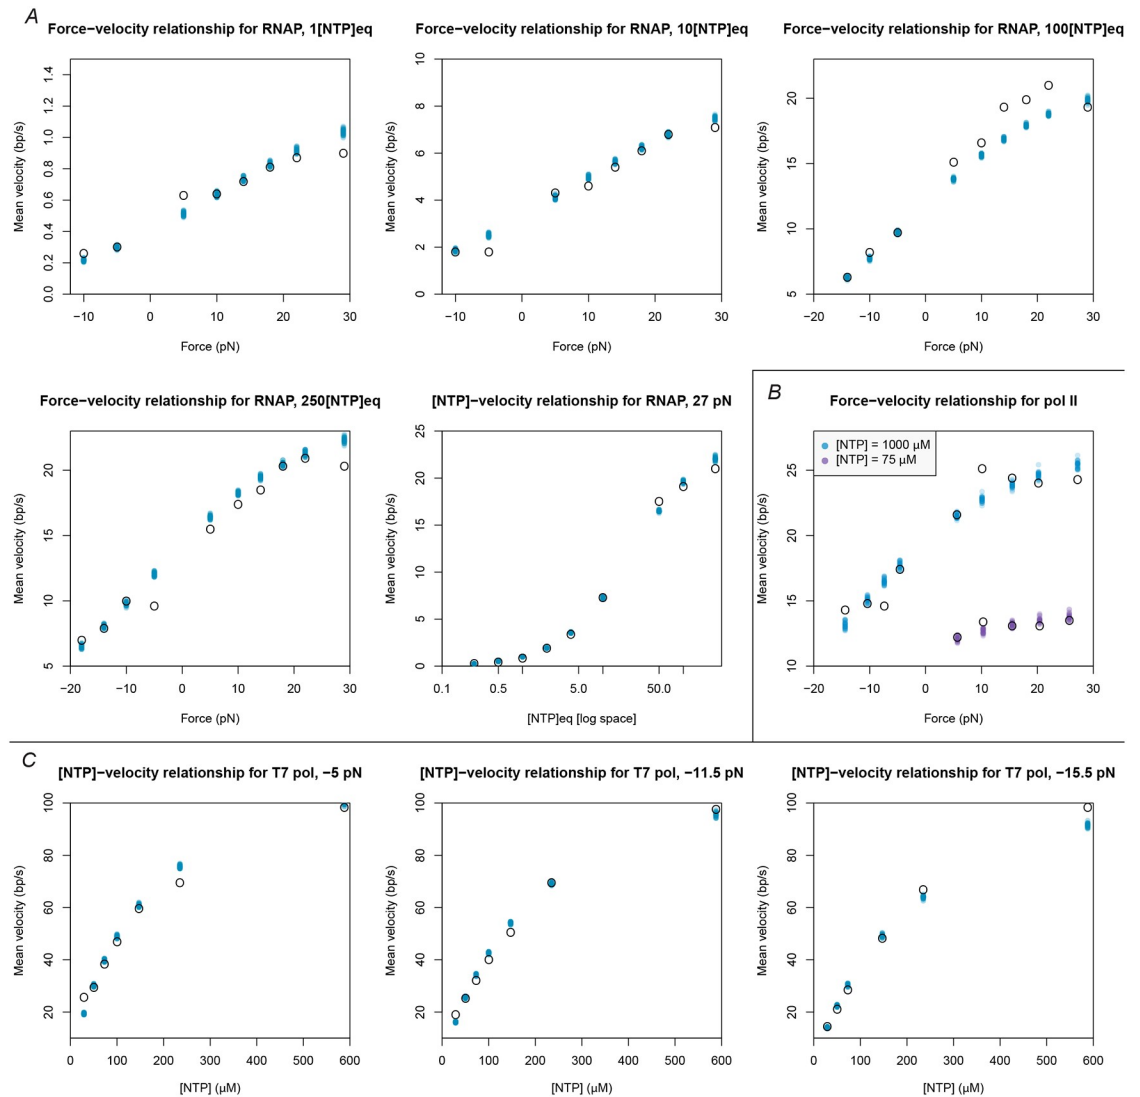 A
Force−velocity relationship for RNAP, 1[NTP]eq
Mean velocity (bp/s)
0.0 0.2 0.4 0.6 0.8 1.0 1.2 1.4
−10 0 10 20 30
Force (pN)
Force−velocity relationship for RNAP, 10[NTP]eq
Mean velocity (bp/s)
0 2 4 6 8 10
−10 0 10 20 30
Force (pN)
Force−velocity relationship for RNAP, 100[NTP]eq
Mean velocity (bp/s)
5 10 15 20
−20 −10 0 10 20 30
Force (pN)
Force−velocity relationship for RNAP, 250[NTP]eq
Mean velocity (bp/s)
5 10 15 20
−20 −10 0 10 20 30
Force (pN)
[NTP]−velocity relationship for RNAP, 27 pN
Mean velocity (bp/s)
0 5 10 15 20 25
0.1 0.5 5.0 50.0
[NTP]eq [log space]
B
Force−velocity relationship for pol II
[NTP] = 1000 µM
[NTP] = 75 µM
Mean velocity (bp/s)
10 15 20 25
−20 −10 0 10 20 30
Force (pN)
C
[NTP]−velocity relationship for T7 pol, −5 pN
Mean velocity (bp/s)
20 40 60 80 100
0 100 200 300 400 500 600
[NTP] (µM)
[NTP]−velocity relationship for T7 pol, −11.5 pN
Mean velocity (bp/s)
20 40 60 80 100
0 100 200 300 400 500 600
[NTP] (µM)
[NTP]−velocity relationship for T7 pol, −15.5 pN
Mean velocity (bp/s)
20 40 60 80 100
0 100 200 300 400 500 600
[NTP] (µM)